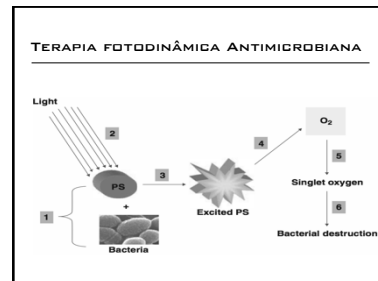 Terapia fotodinâmica Antimicrobiana
Light
2
4
O₂
PS
3
5
1
+
Excited PS
Singlet oxygen
6
Bacteria
Bacterial destruction